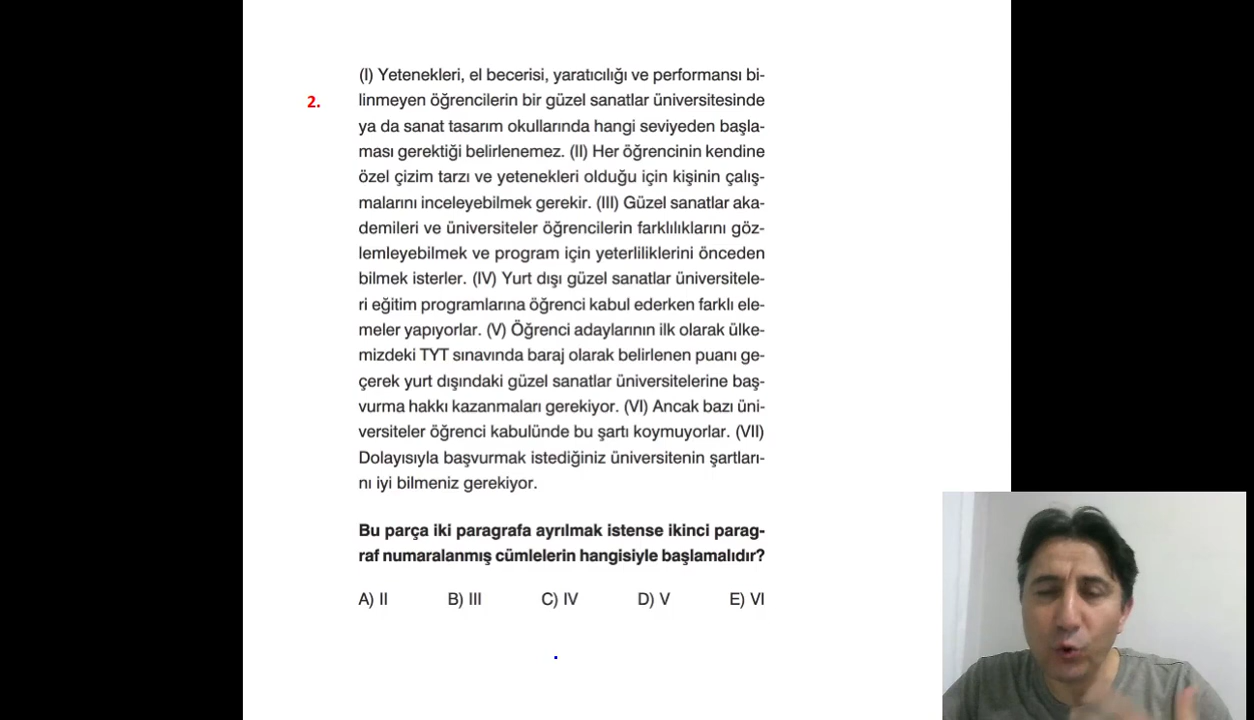 (I) Yetenekleri, el becerisi, yaratıcılığı ve performansı bi-
2. linmeyen öğrencilerin bir güzel sanatlar üniversitesinde
ya da sanat tasarım okullarında hangi seviyeden başla-
ması gerektiği belirlenemez. (II) Her öğrencinin kendine
özel çizim tarzı ve yetenekleri olduğu için kişinin çalış-
malarını inceleyebilmek gerekir. (III) Güzel sanatlar aka-
demileri ve üniversiteler öğrencilerin farklılıklarını göz-
lemleyebilmek ve program için yeterliliklerini önceden
bilmek isterler. (IV) Yurt dışı güzel sanatlar üniversitele-
ri eğitim programlarına öğrenci kabul ederken farklı ele-
meler yapıyorlar. (V) Öğrenci adaylarının ilk olarak ülke-
mizdeki TYT sınavında baraj olarak belirlenen puanı ge-
çerek yurt dışındaki güzel sanatlar üniversitelerine baş-
vurma hakkı kazanmaları gerekiyor. (VI) Ancak bazı üni-
versiteler öğrenci kabulünde bu şartı koymuyorlar. (VII)
Dolayısıyla başvurmak istediğiniz üniversitenin şartları-
nı iyi bilmeniz gerekiyor.
Bu parça iki paragrafa ayrılmak istense ikinci parag-
raf numaralanmış cümlelerin hangisiyle başlamalıdır?
A) II B) III C) IV D) V E) VI